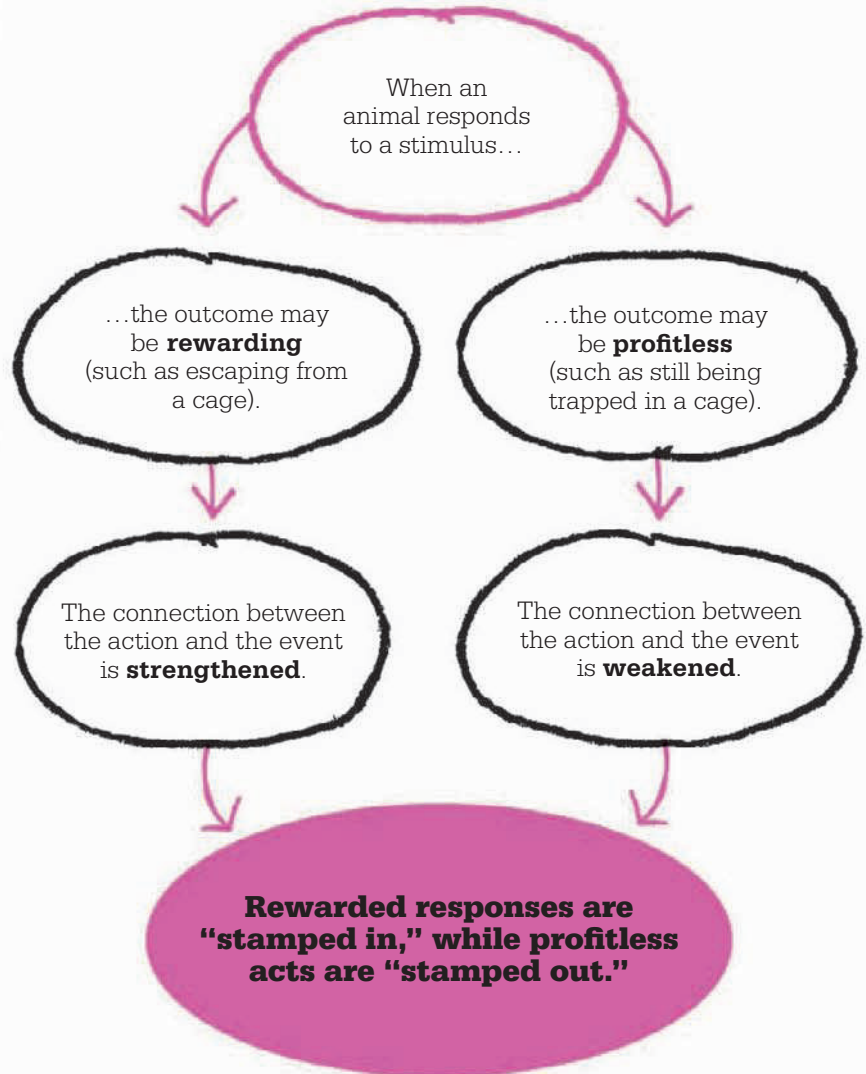 When an
animal responds
to a stimulus…
…the outcome may
be rewarding
(such as escaping from
a cage).
…the outcome may
be profitless
(such as still being
trapped in a cage).
The connection between
the action and the event
is strengthened.
The connection between
the action and the event
is weakened.
Rewarded responses are
“stamped in,” while profitless
acts are “stamped out.”